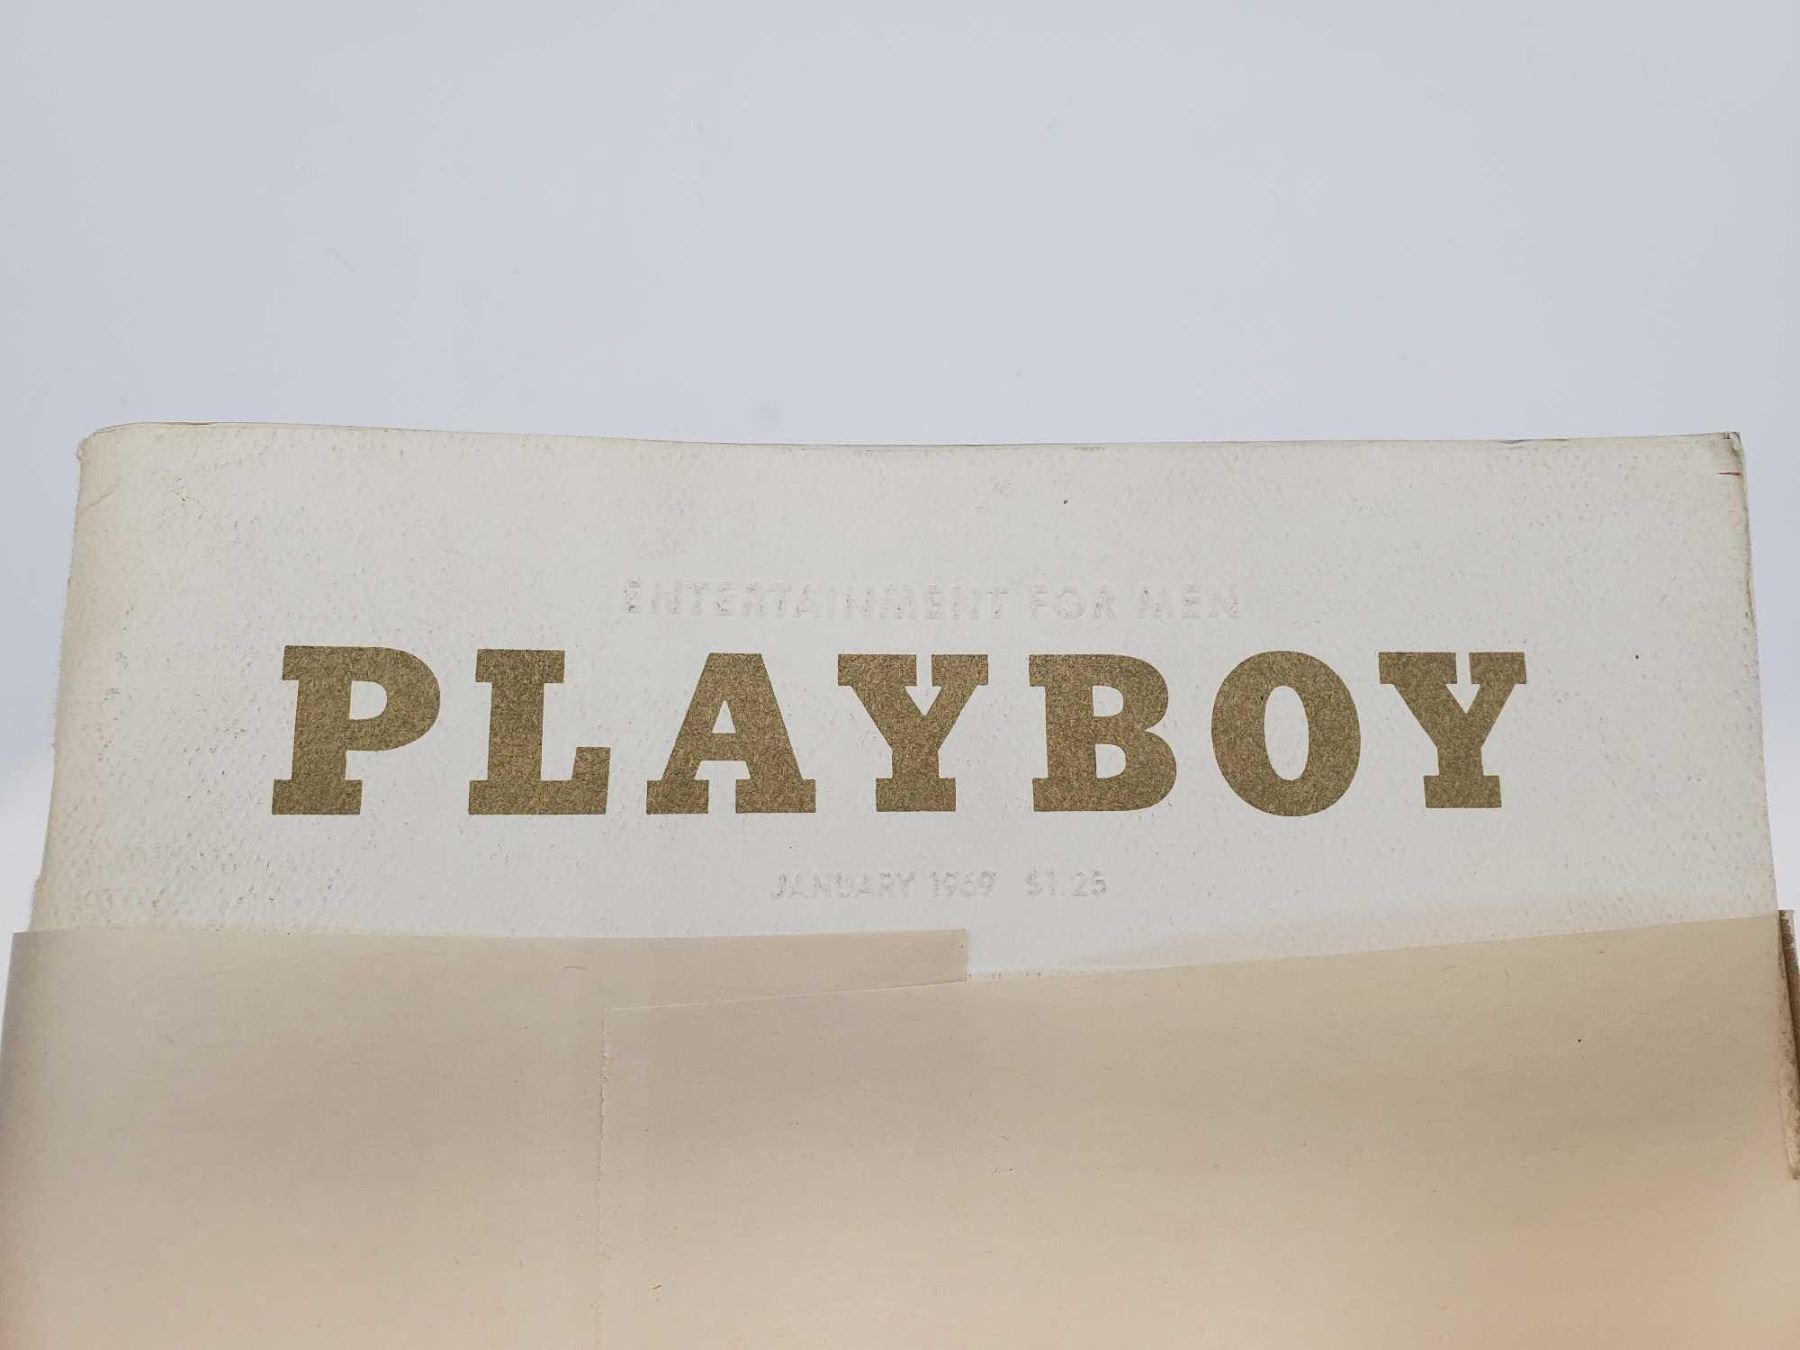 ENTERTAINMENT FOR MEN
PLAYBOY
JANUARY 1969 $1.25